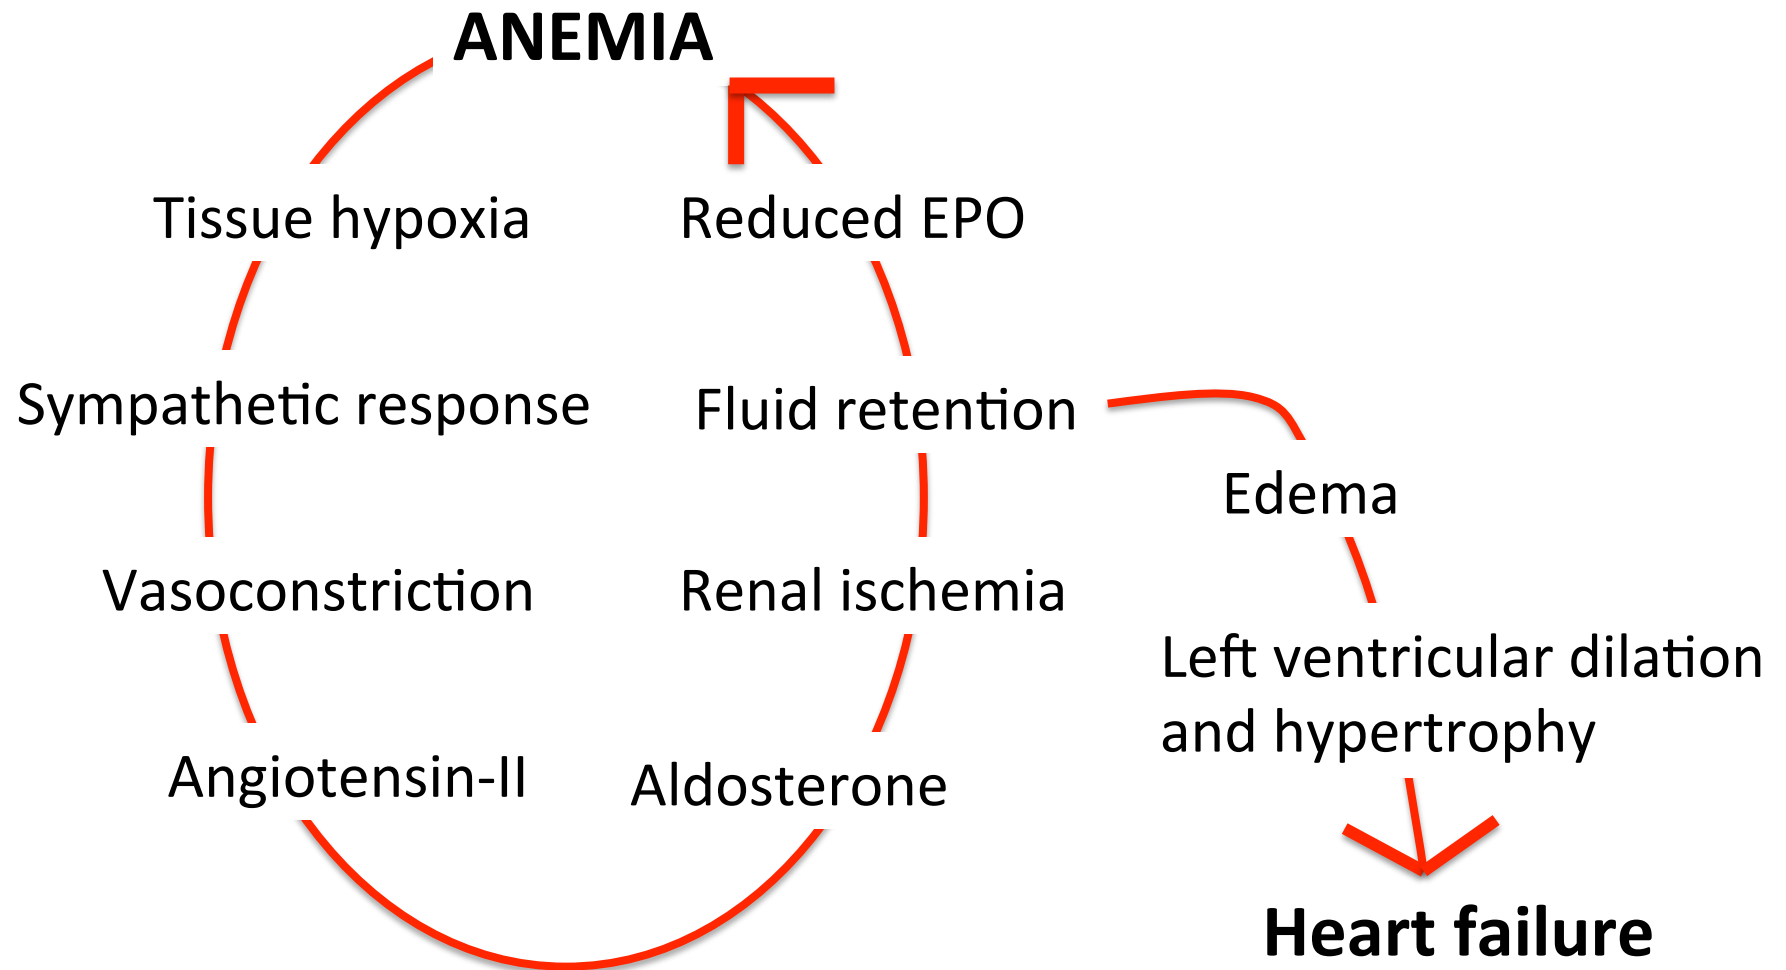 ANEMIA
Tissue hypoxia
Reduced EPO
Sympathetic response
Fluid retention
Edema
Vasoconstriction
Renal ischemia
Left ventricular dilation
and hypertrophy
Angiotensin-II
Aldosterone
Heart failure